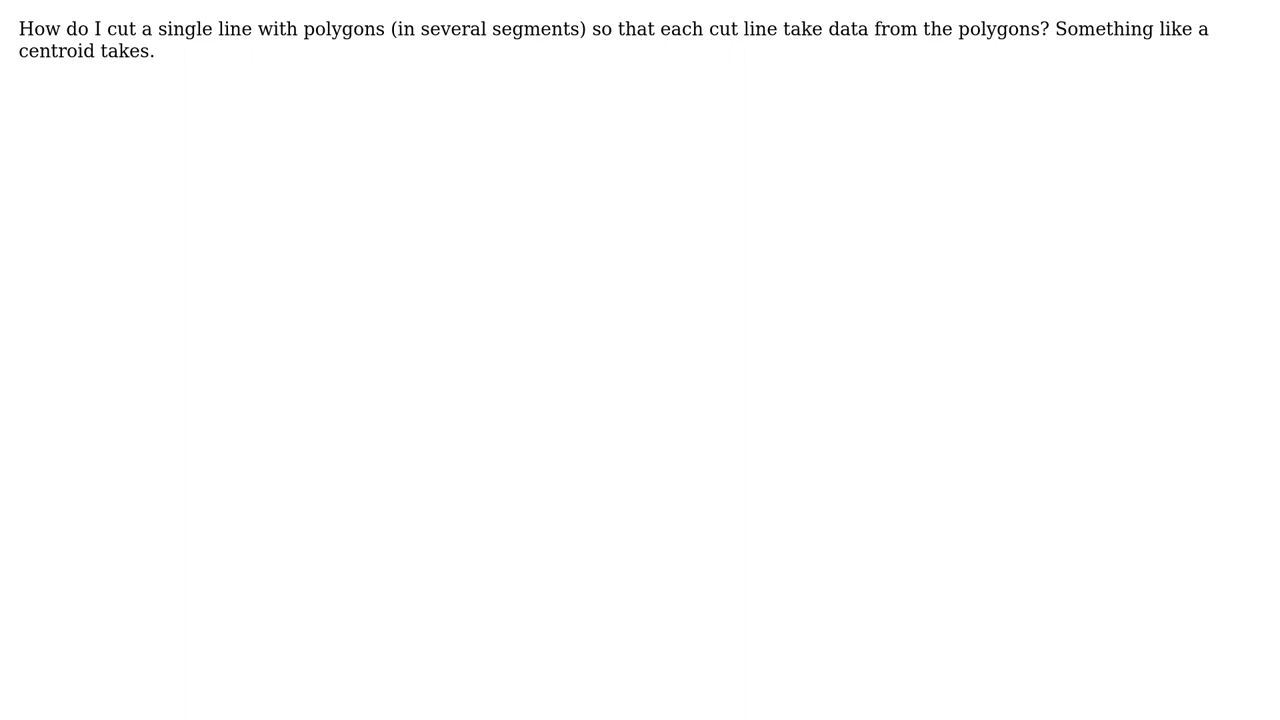 How do I cut a single line with polygons (in several segments) so that each cut line take data from the polygons? Something like a
centroid takes.